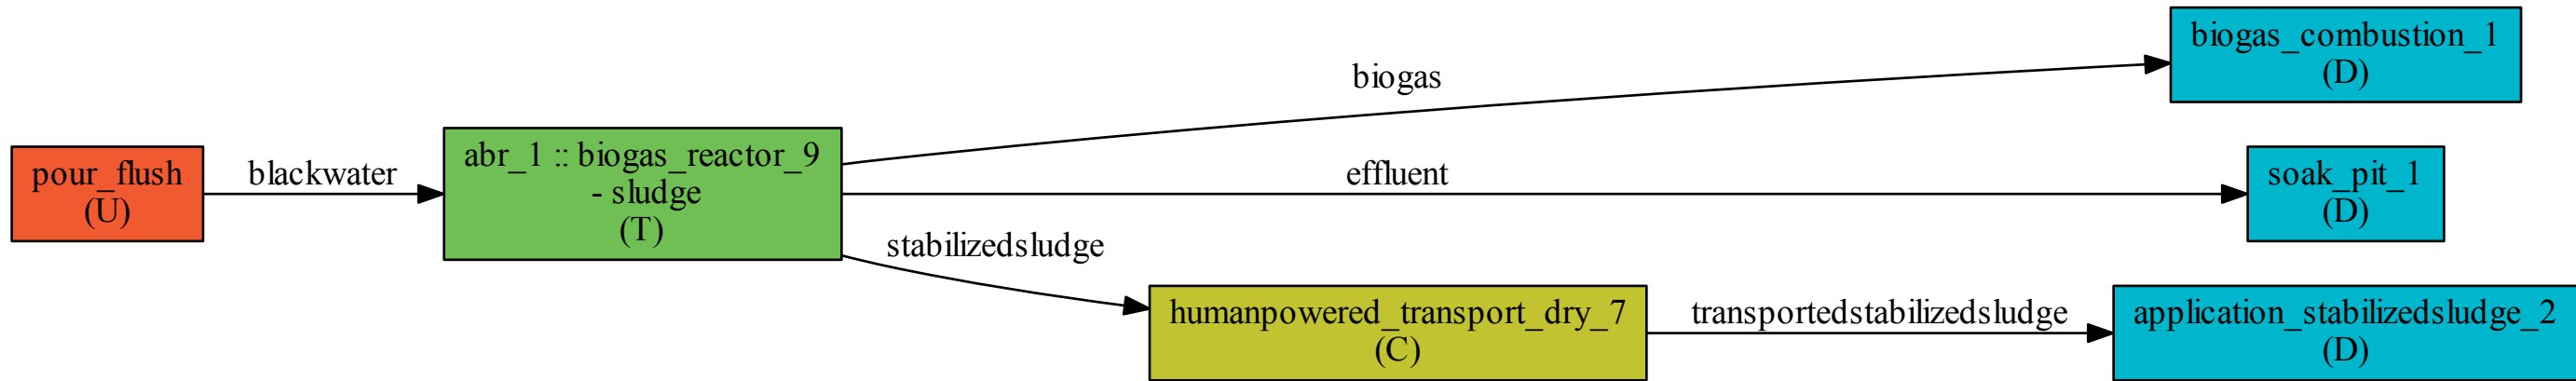 pour_flush
(U)
blackwater
abr_1 :: biogas_reactor_9
- sludge
(T)
biogas
effluent
stabilizedsludge
humanpowered_transport_dry_7
(C)
transportedstabilizedsludge
biogas_combustion_1
(D)
soak_pit_1
(D)
application_stabilizedsludge_2
(D)